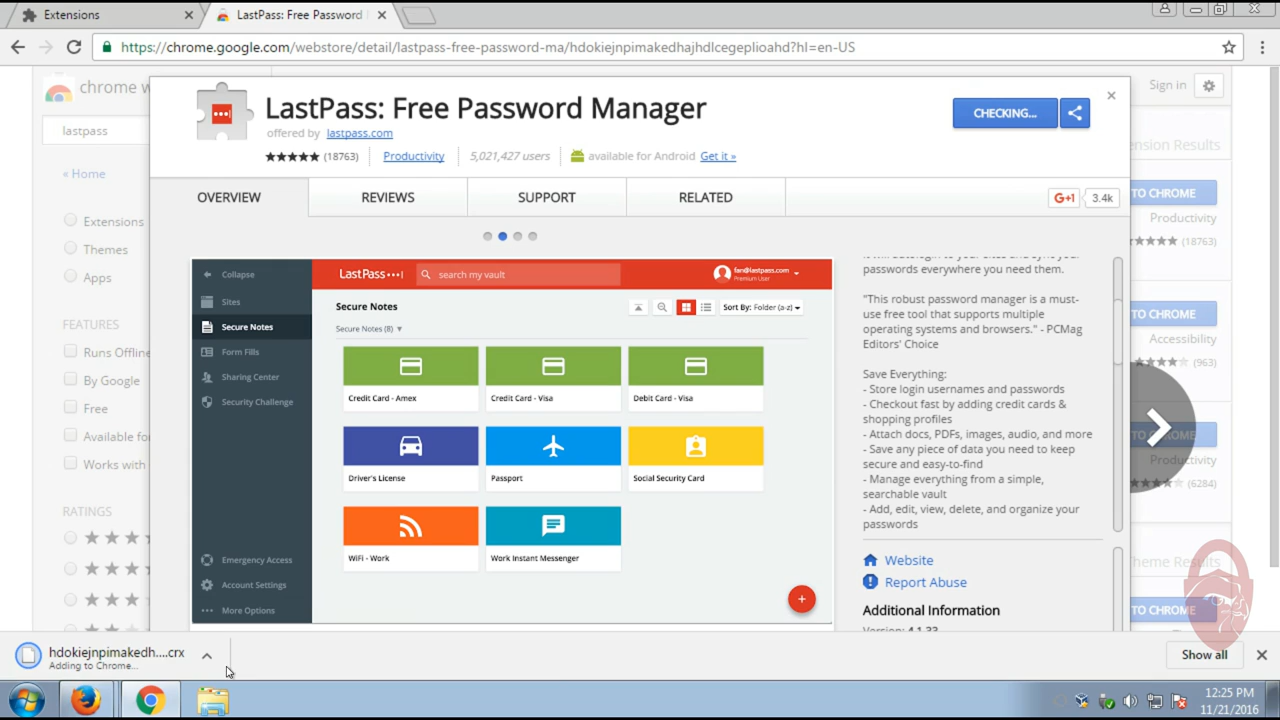 Extensions
LastPass: Free Password
https://chrome.google.com/webstore/detail/lastpass-free-password-ma/hdokiejnpimakedhajhdlcegeplioahd?hl=en-US
chrome w
Sign in
lastpass
« Home
Extensions
Themes
Apps
FEATURES
Runs Offline
By Google
Free
Available fo
Works with
RATINGS
LastPass: Free Password Manager
offered by lastpass.com
(18763)
Productivity
5,021,427 users
available for Android Get it »
CHECKING...
OVERVIEW
REVIEWS
SUPPORT
RELATED
G+1
3.4k
Collapse
Sites
Secure Notes
Form Fills
Sharing Center
Security Challenge
Emergency Access
Account Settings
More Options
LastPass
search my vault
fan@lastpass.com
Premium User
Secure Notes
Sort By: Folder (a-z)
Secure Notes (8)
Credit Card - Amex
Credit Card - Visa
Debit Card - Visa
Driver's License
Passport
Social Security Card
WiFi - Work
Work Instant Messenger
passwords everywhere you need them.
"This robust password manager is a must-
use free tool that supports multiple
operating systems and browsers." - PCMag
Editors' Choice
Save Everything:
- Store login usernames and passwords
- Checkout fast by adding credit cards &
shopping profiles
- Attach docs, PDFs, images, audio, and more
- Save any piece of data you need to keep
secure and easy-to-find
- Manage everything from a simple,
searchable vault
- Add, edit, view, delete, and organize your
passwords
Website
Report Abuse
Additional Information
ension Results
TO CHROME
Productivity
(18763)
TO CHROME
Accessibility
(963)
TO CHROME
Productivity
(6284)
heme Results
TO CHROME
hdokiejnpimakedh....crx
Adding to Chrome...
Show all
12:25 PM
11/21/2016